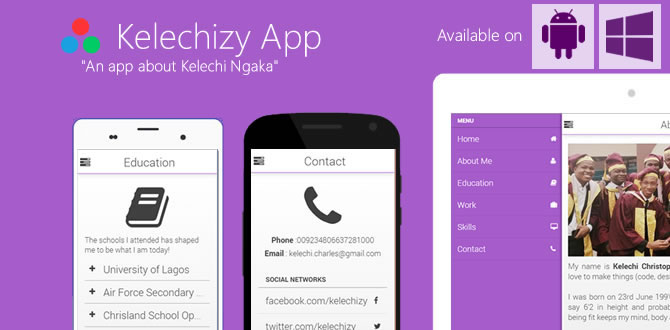 Kelechizy App
"An app about Kelechi Ngaka"
Available on
Education
The schools I attended has shaped
me to be what I am today!
+ University of Lagos
+ Air Force Secondary ...
+ Chrisland School Op...
Contact
Phone :009234806637281000
Email : kelechi.charles@gmail.com
SOCIAL NETWORKS
facebook.com/kelechizy
twitter.com/kelechizy
MENU
Home
About Me
Education
Work
Skills
Contact
Ab
My name is Kelechi Christop
love to make things (code, des
I was born on 23rd June 199
say 6'2 in height and probab
being fit keeps my mind, body